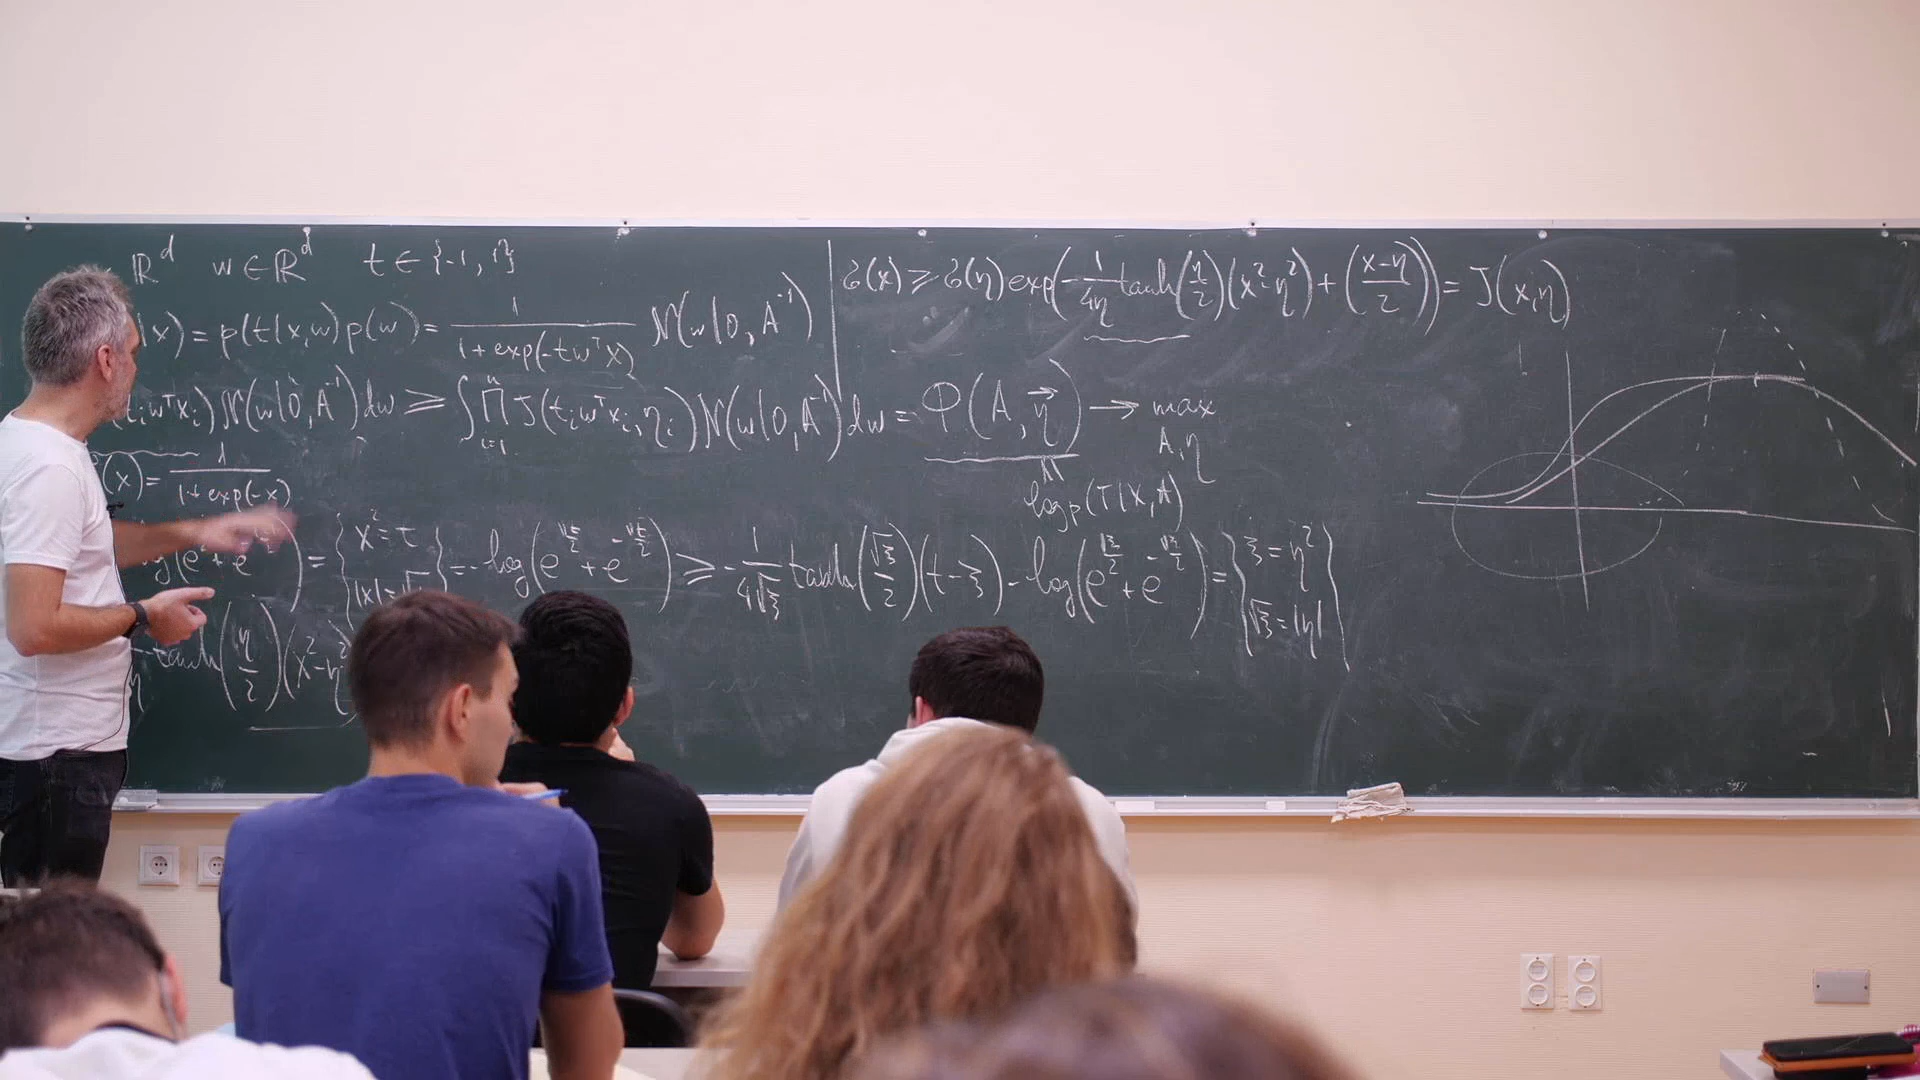 ℝ^d w ∈ ℝ^d t ∈ {-1, 1}
|x) = p(t|x,w) p(w) = 1/(1+exp(-tw^T x)) N(w|0, A^{-1})
t_i w^T x_i) N(w|0, A^{-1}) dw ⩾ ∫ ∏_{i=1}^n J(t_i w^T x_i, η_i) N(w|0, A^{-1}) dw = Φ(A, η⃗) → max_{A, η}
log p(T|X, A)
(x) = 1/(1+exp(-x))
= {x² = t |x| = √ } = -log(e^{√t/2} + e^{-√t/2}) ⩾ -1/(4√ξ) tanh(√ξ/2)(t-ξ) - log(e^{√ξ/2} + e^{-√ξ/2}) = {ξ = η² √ξ = |η|}
tanh(η/2)(x²-η²
σ(x) ⩾ σ(η) exp(-1/(4η) tanh(η/2)(x²-η²) + ((x-η)/2)) = J(x, η)